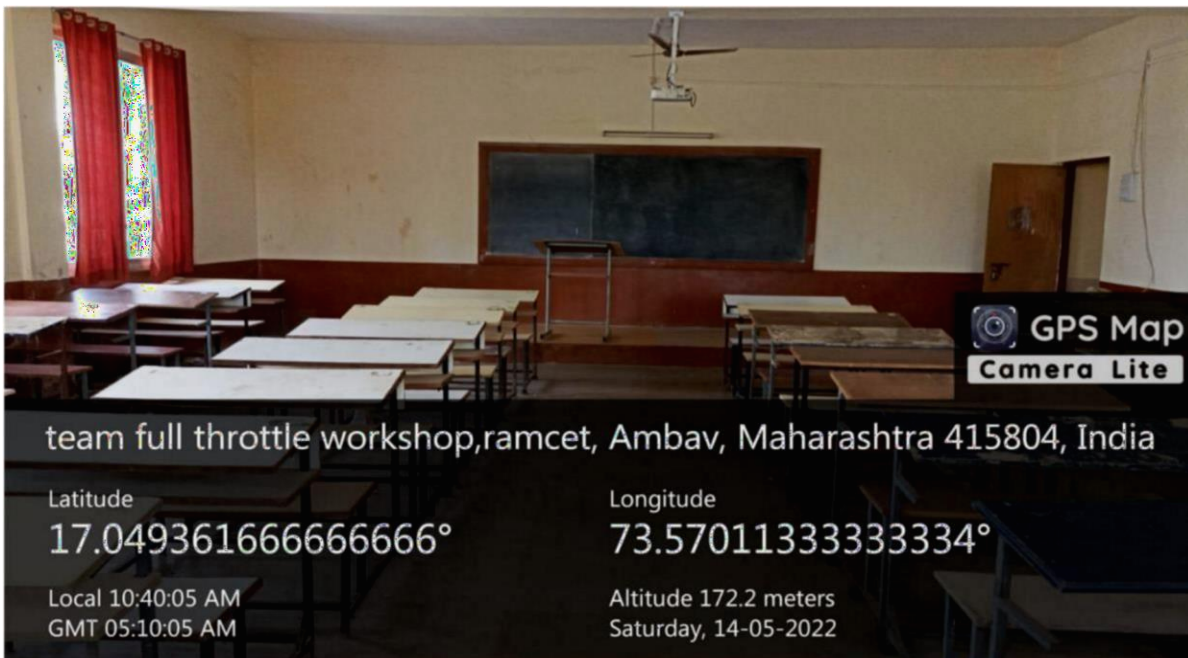 GPS Map
Camera Lite
team full throttle workshop,ramcet, Ambav, Maharashtra 415804, India
Latitude
17.049361666666666°
Longitude
73.57011333333334°
Local 10:40:05 AM
GMT 05:10:05 AM
Altitude 172.2 meters
Saturday, 14-05-2022